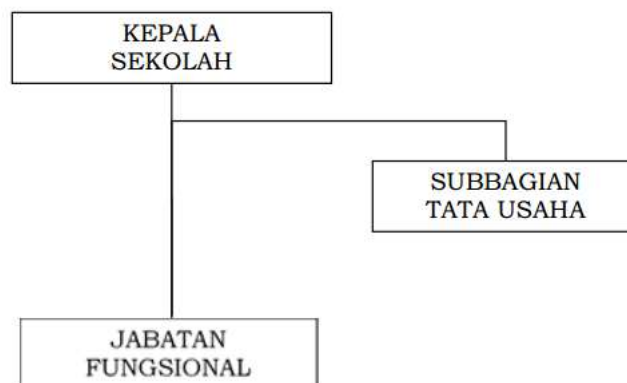 KEPALA
SEKOLAH
SUBBAGIAN
TATA USAHA
JABATAN
FUNGSIONAL